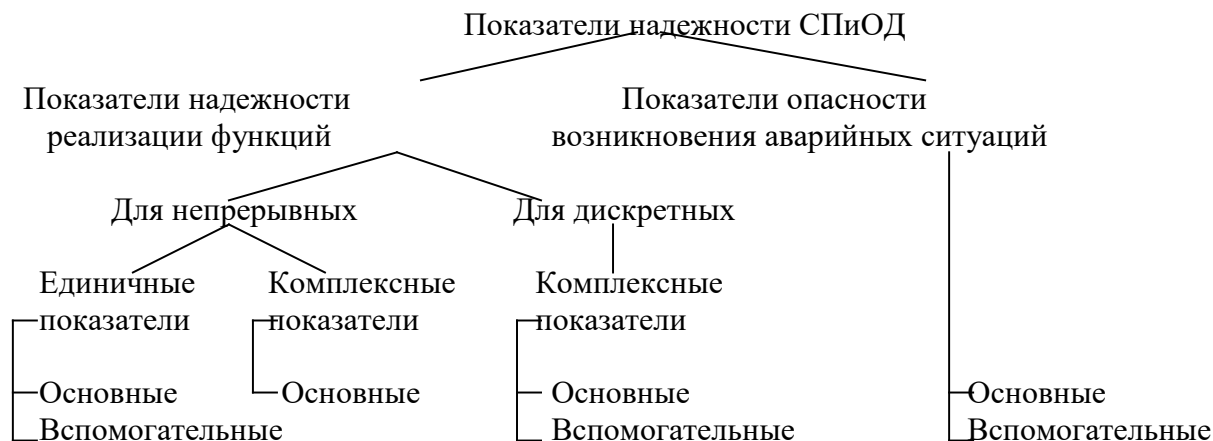 Показатели надежности СПиОД
Показатели надежности
реализации функций
Показатели опасности
возникновения аварийных ситуаций
Для непрерывных
Для дискретных
Единичные
показатели
Комплексные
показатели
Комплексные
показатели
Основные
Вспомогательные
Основные
Основные
Вспомогательные
Основные
Вспомогательные